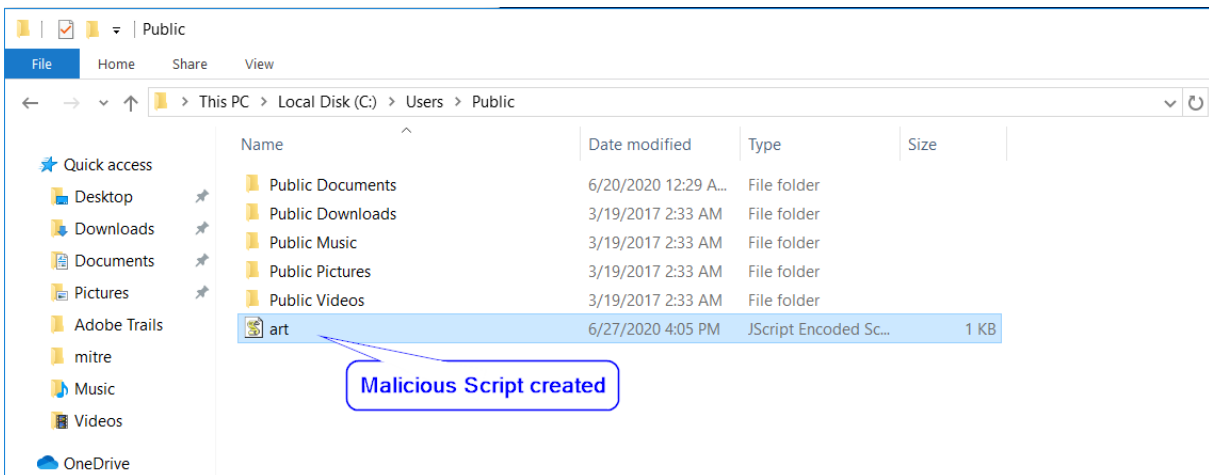 Public
File Home Share View
This PC > Local Disk (C:) > Users > Public
Name Date modified Type Size
Quick access
Desktop
Downloads
Documents
Pictures
Adobe Trails
mitre
Music
Videos
OneDrive
Public Documents 6/20/2020 12:29 A... File folder
Public Downloads 3/19/2017 2:33 AM File folder
Public Music 3/19/2017 2:33 AM File folder
Public Pictures 3/19/2017 2:33 AM File folder
Public Videos 3/19/2017 2:33 AM File folder
art 6/27/2020 4:05 PM JScript Encoded Sc... 1 KB
Malicious Script created